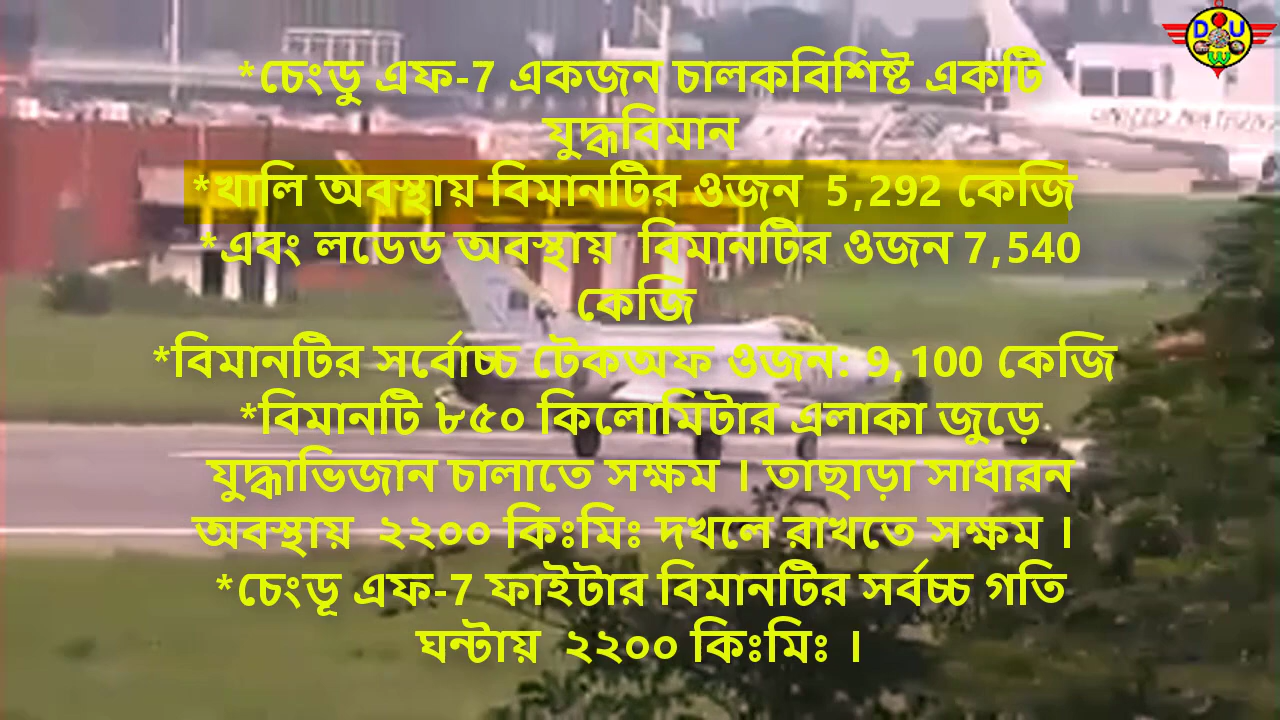 *চেংডু এফ-7 একজন চালকবিশিষ্ট একটি
যুদ্ধবিমান
*খালি অবস্থায় বিমানটির ওজন 5,292 কেজি
*এবং লডেড অবস্থায় বিমানটির ওজন 7,540
কেজি
*বিমানটির সর্বোচ্চ টেকঅফ ওজন: 9,100 কেজি
*বিমানটি ৮৫০ কিলোমিটার এলাকা জুড়ে
যুদ্ধাভিজান চালাতে সক্ষম । তাছাড়া সাধারন
অবস্থায় ২২০০ কিঃমিঃ দখলে রাখতে সক্ষম ।
*চেংডূ এফ-7 ফাইটার বিমানটির সর্বচ্চ গতি
ঘন্টায় ২২০০ কিঃমিঃ ।
D U W
UNITED NATIONS